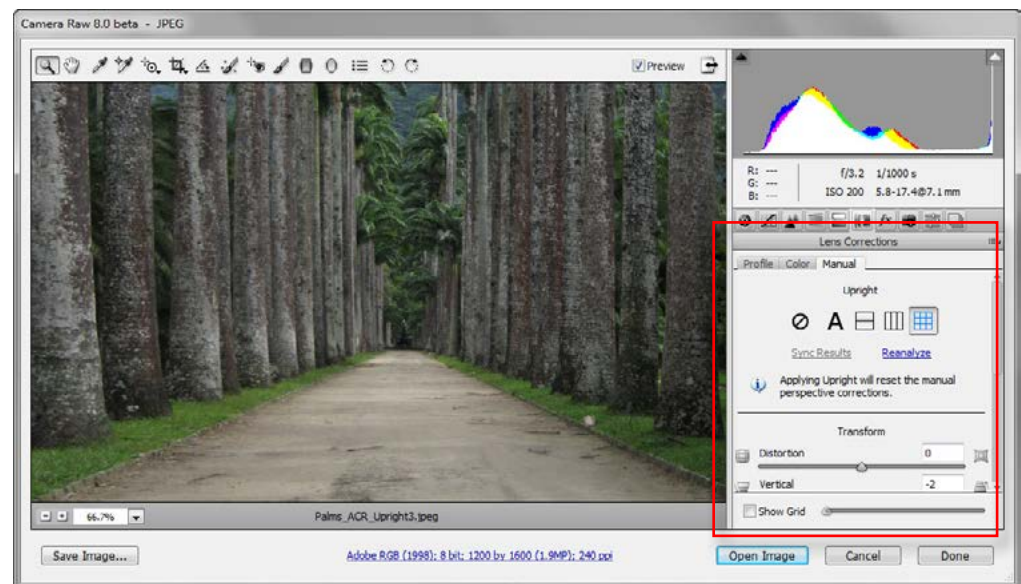 Camera Raw 8.0 beta - JPEG
Preview
R: ---
G: ---
B: ---
f/3.2 1/1000 s
ISO 200 5.8-17.4@7.1 mm
fx
Lens Corrections
Profile Color Manual
Upright
A
Sync Results Reanalyze
i Applying Upright will reset the manual
perspective corrections.
Transform
Distortion 0
Vertical -2
Show Grid
66.7%
Palms_ACR_Upright3.jpeg
Save Image...
Adobe RGB (1998); 8 bit; 1200 by 1600 (1.9MP); 240 ppi
Open Image Cancel Done